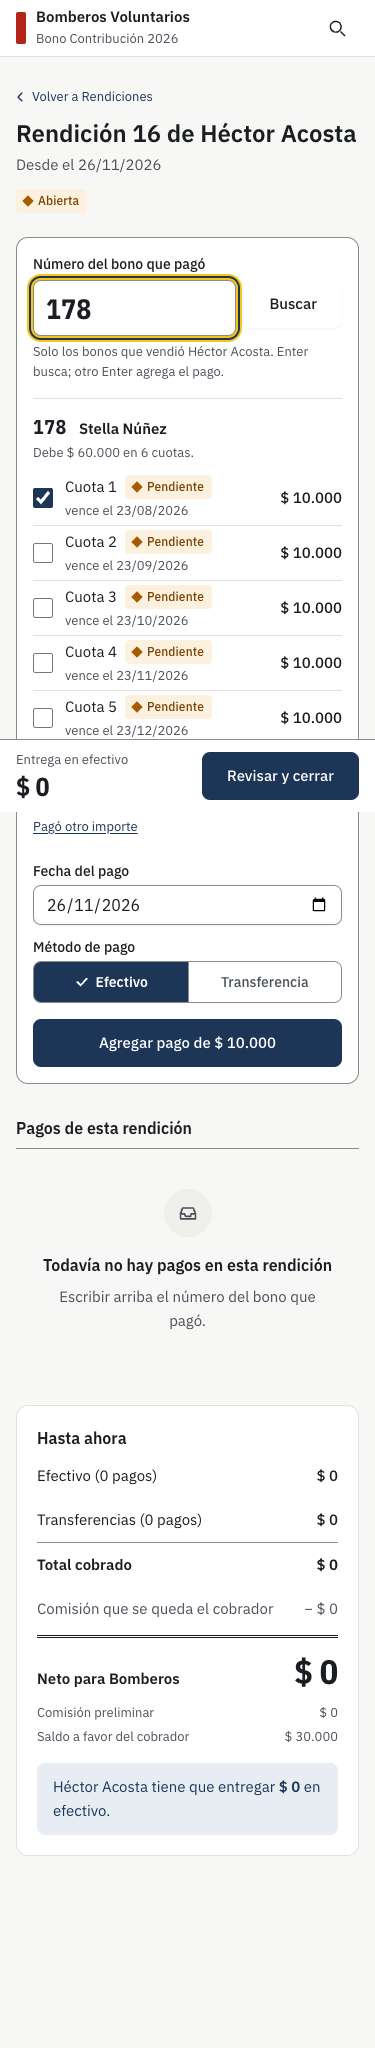 Bomberos Voluntarios
Bono Contribución 2026
Volver a Rendiciones
Rendición 16 de Héctor Acosta
Desde el 26/11/2026
Abierta
Número del bono que pagó
178
Buscar
Solo los bonos que vendió Héctor Acosta. Enter
busca; otro Enter agrega el pago.
178 Stella Núñez
Debe $ 60.000 en 6 cuotas.
Cuota 1 Pendiente
vence el 23/08/2026
$ 10.000
Cuota 2 Pendiente
vence el 23/09/2026
$ 10.000
Cuota 3 Pendiente
vence el 23/10/2026
$ 10.000
Cuota 4 Pendiente
vence el 23/11/2026
$ 10.000
Cuota 5 Pendiente
vence el 23/12/2026
$ 10.000
Entrega en efectivo
$ 0
Revisar y cerrar
Pagó otro importe
Fecha del pago
26/11/2026
Método de pago
Efectivo
Transferencia
Agregar pago de $ 10.000
Pagos de esta rendición
Todavía no hay pagos en esta rendición
Escribir arriba el número del bono que
pagó.
Hasta ahora
Efectivo (0 pagos) $ 0
Transferencias (0 pagos) $ 0
Total cobrado $ 0
Comisión que se queda el cobrador − $ 0
Neto para Bomberos $ 0
Comisión preliminar $ 0
Saldo a favor del cobrador $ 30.000
Héctor Acosta tiene que entregar $ 0 en
efectivo.